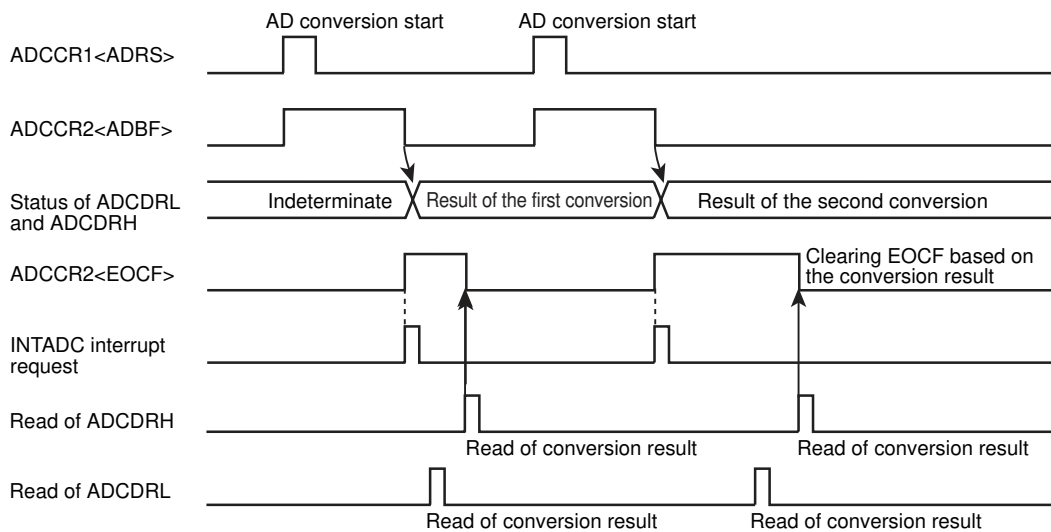 AD conversion start
AD conversion start
ADCCR1<ADRS>
ADCCR2<ADBF>
Status of ADCDRL
and ADCDRH
Indeterminate
Result of the first conversion
Result of the second conversion
ADCCR2<EOCF>
Clearing EOCF based on
the conversion result
INTADC interrupt
request
Read of ADCDRH
Read of conversion result
Read of conversion result
Read of ADCDRL
Read of conversion result
Read of conversion result